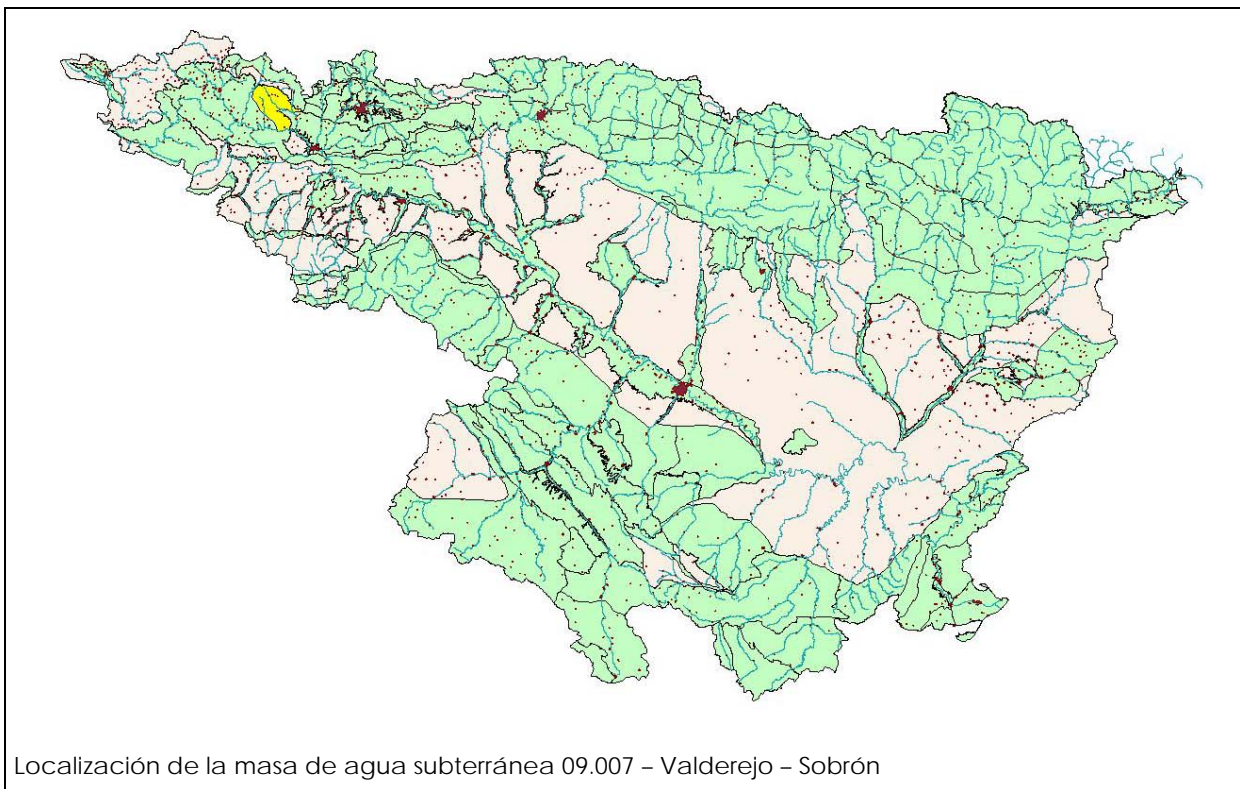 Localización de la masa de agua subterránea 09.007 – Valderejo – Sobrón